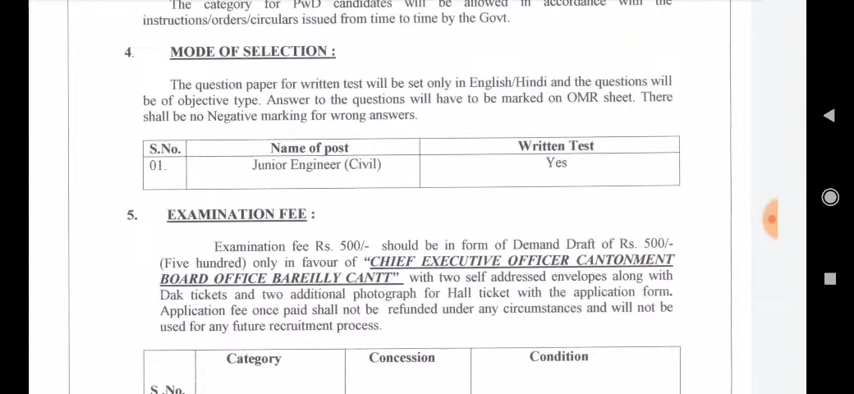 The category for PwD candidates will be allowed in accordance with the
instructions/orders/circulars issued from time to time by the Govt.
4. MODE OF SELECTION :
The question paper for written test will be set only in English/Hindi and the questions will
be of objective type. Answer to the questions will have to be marked on OMR sheet. There
shall be no Negative marking for wrong answers.
S.No. Name of post Written Test
01. Junior Engineer (Civil) Yes
5. EXAMINATION FEE :
Examination fee Rs. 500/- should be in form of Demand Draft of Rs. 500/-
(Five hundred) only in favour of “CHIEF EXECUTIVE OFFICER CANTONMENT
BOARD OFFICE BAREILLY CANTT” with two self addressed envelopes along with
Dak tickets and two additional photograph for Hall ticket with the application form.
Application fee once paid shall not be refunded under any circumstances and will not be
used for any future recruitment process.
Category Concession Condition
S.No.